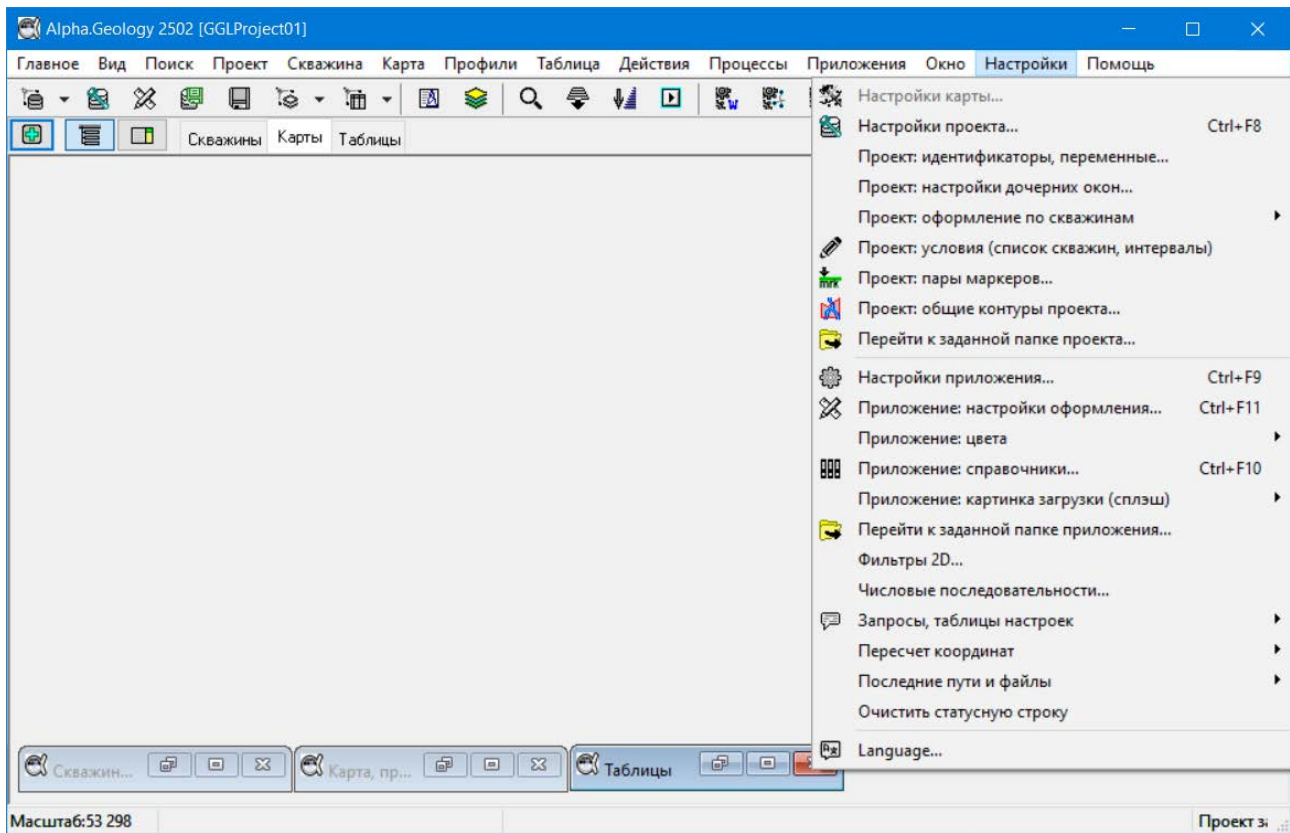 Alpha.Geology 2502 [GGLProject01]
Главное Вид Поиск Проект Скважина Карта Профили Таблица Действия Процессы Приложения Окно Настройки Помощь
Скважины Карты Таблицы
Настройки карты...
Настройки проекта... Ctrl+F8
Проект: идентификаторы, переменные...
Проект: настройки дочерних окон...
Проект: оформление по скважинам
Проект: условия (список скважин, интервалы)
Проект: пары маркеров...
Проект: общие контуры проекта...
Перейти к заданной папке проекта...
Настройки приложения... Ctrl+F9
Приложение: настройки оформления... Ctrl+F11
Приложение: цвета
Приложение: справочники... Ctrl+F10
Приложение: картинка загрузки (сплэш)
Перейти к заданной папке приложения...
Фильтры 2D...
Числовые последовательности...
Запросы, таблицы настроек
Пересчет координат
Последние пути и файлы
Очистить статусную строку
Language...
Скважин... Карта, пр... Таблицы
Масштаб:53 298 Проект